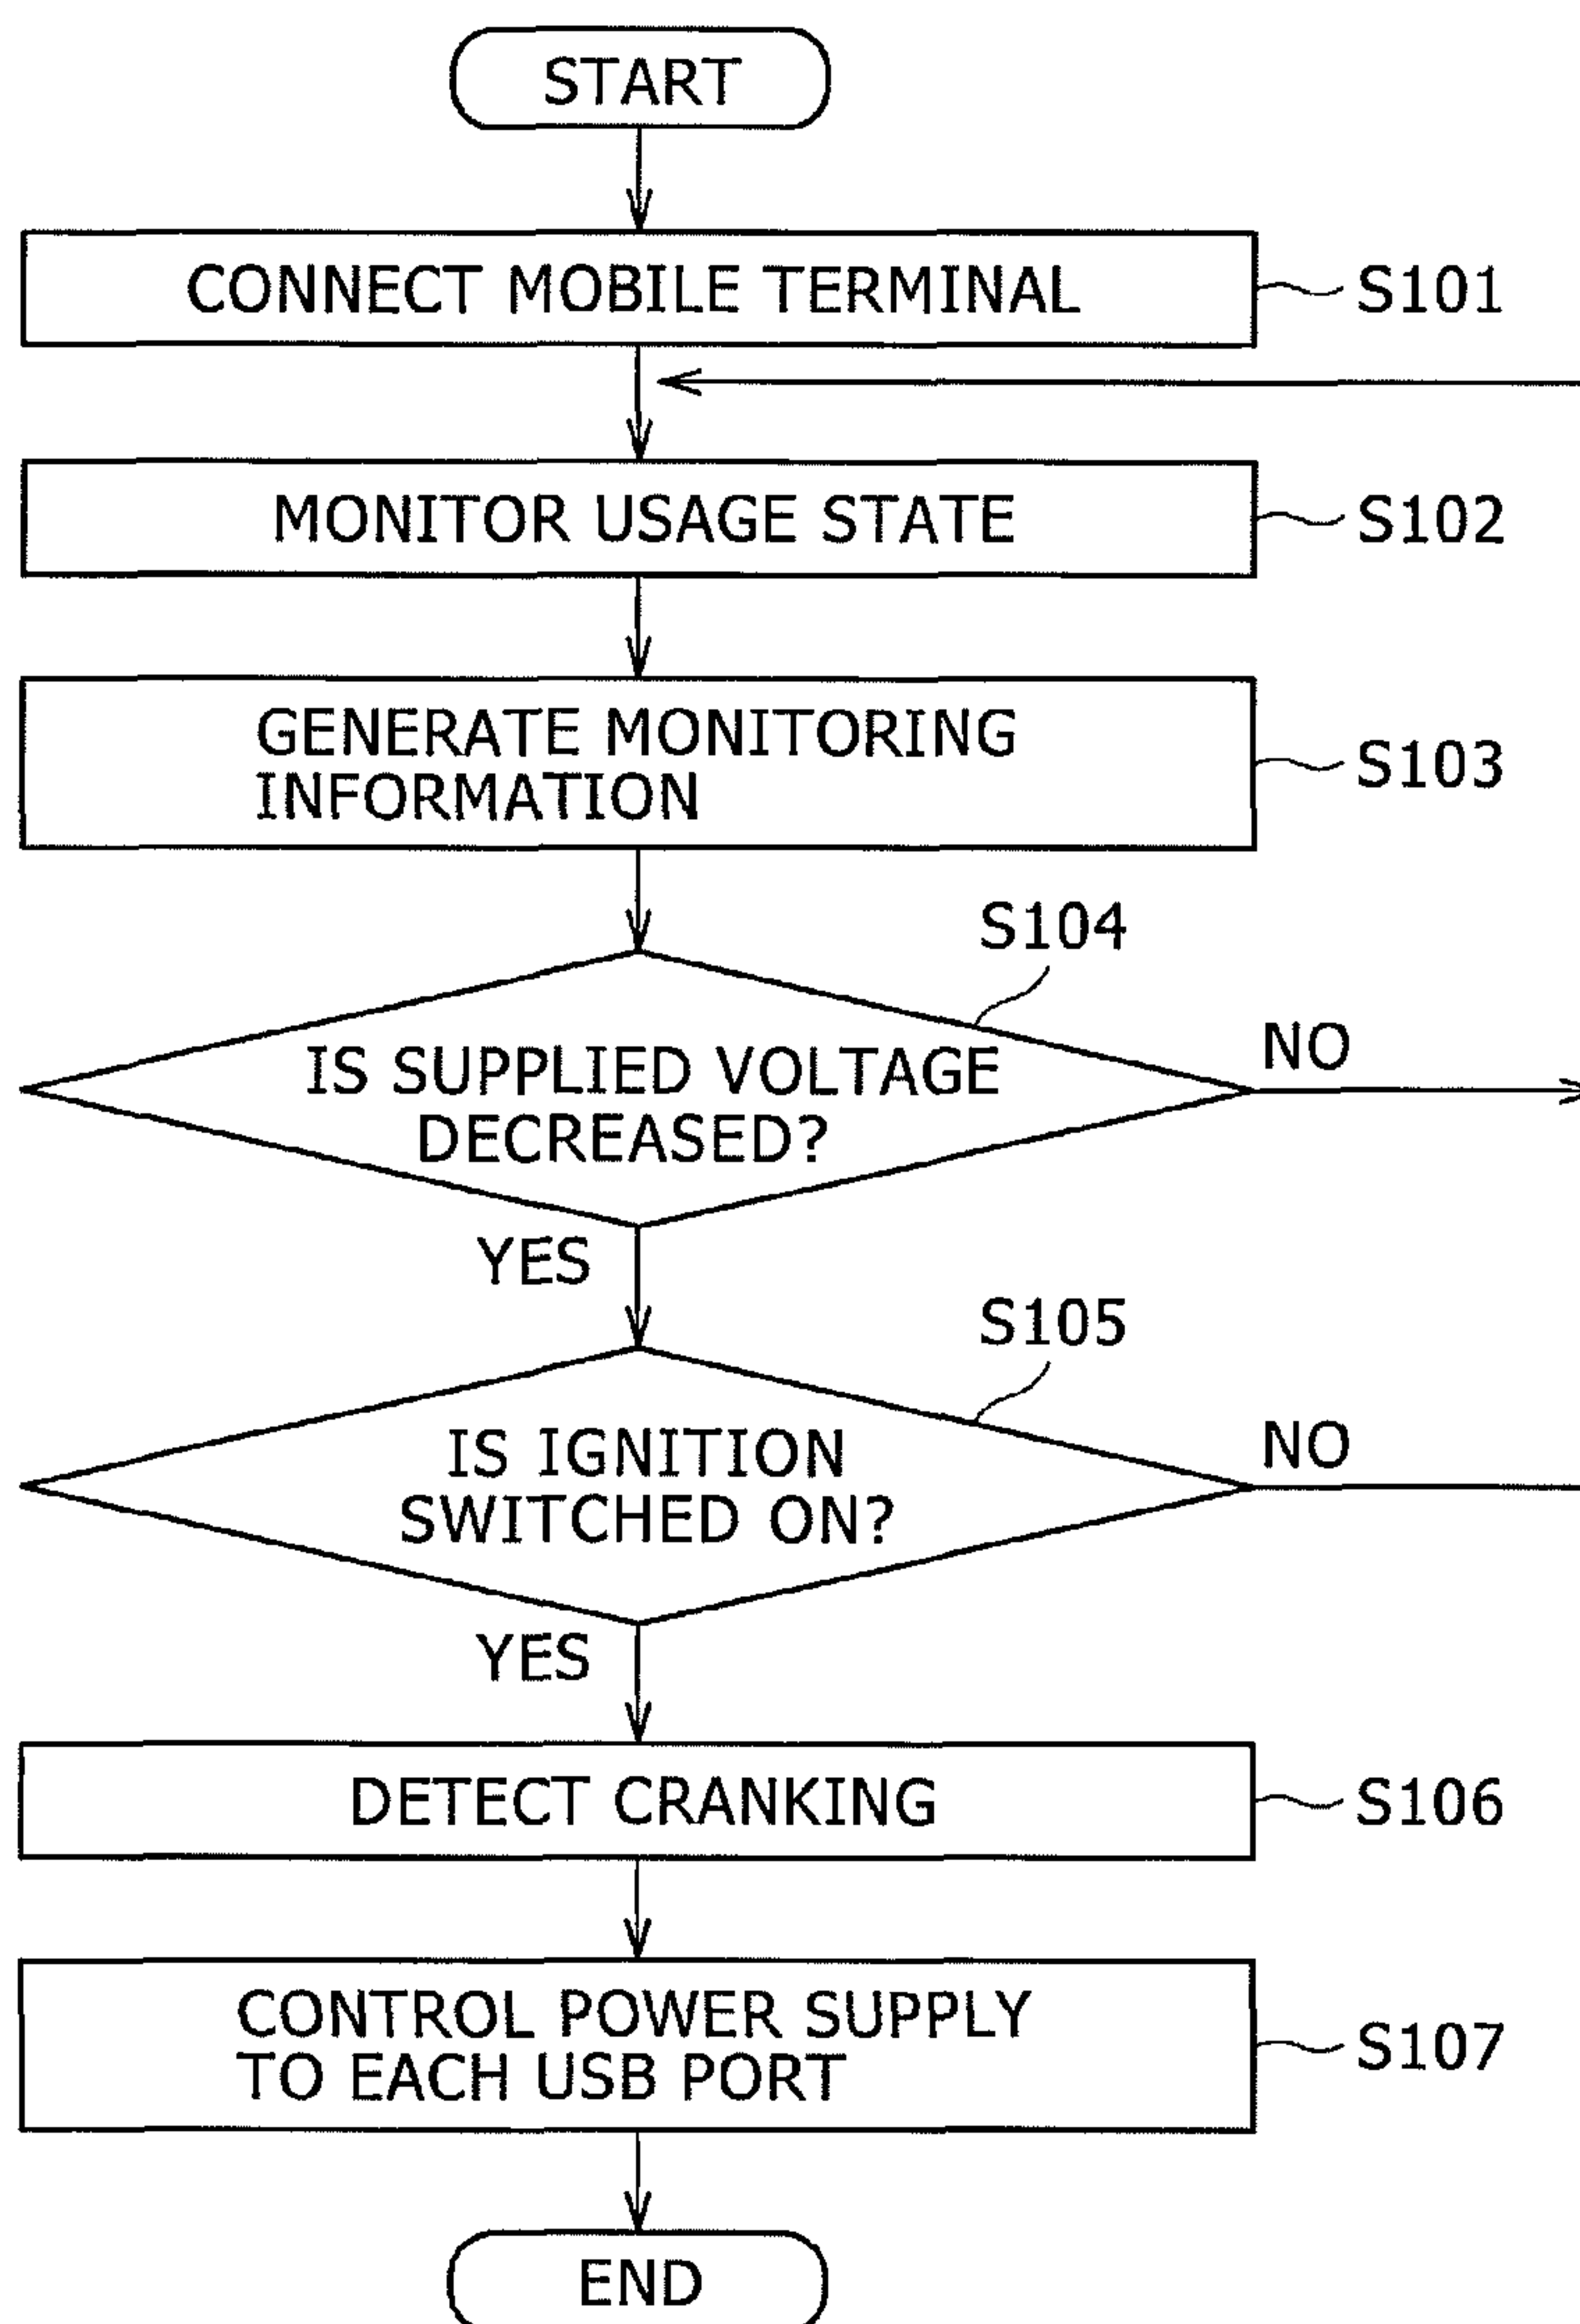 START
CONNECT MOBILE TERMINAL
S101
MONITOR USAGE STATE
S102
GENERATE MONITORING
INFORMATION
S103
S104
IS SUPPLIED VOLTAGE
DECREASED?
NO
YES
S105
IS IGNITION
SWITCHED ON?
NO
YES
DETECT CRANKING
S106
CONTROL POWER SUPPLY
TO EACH USB PORT
S107
END